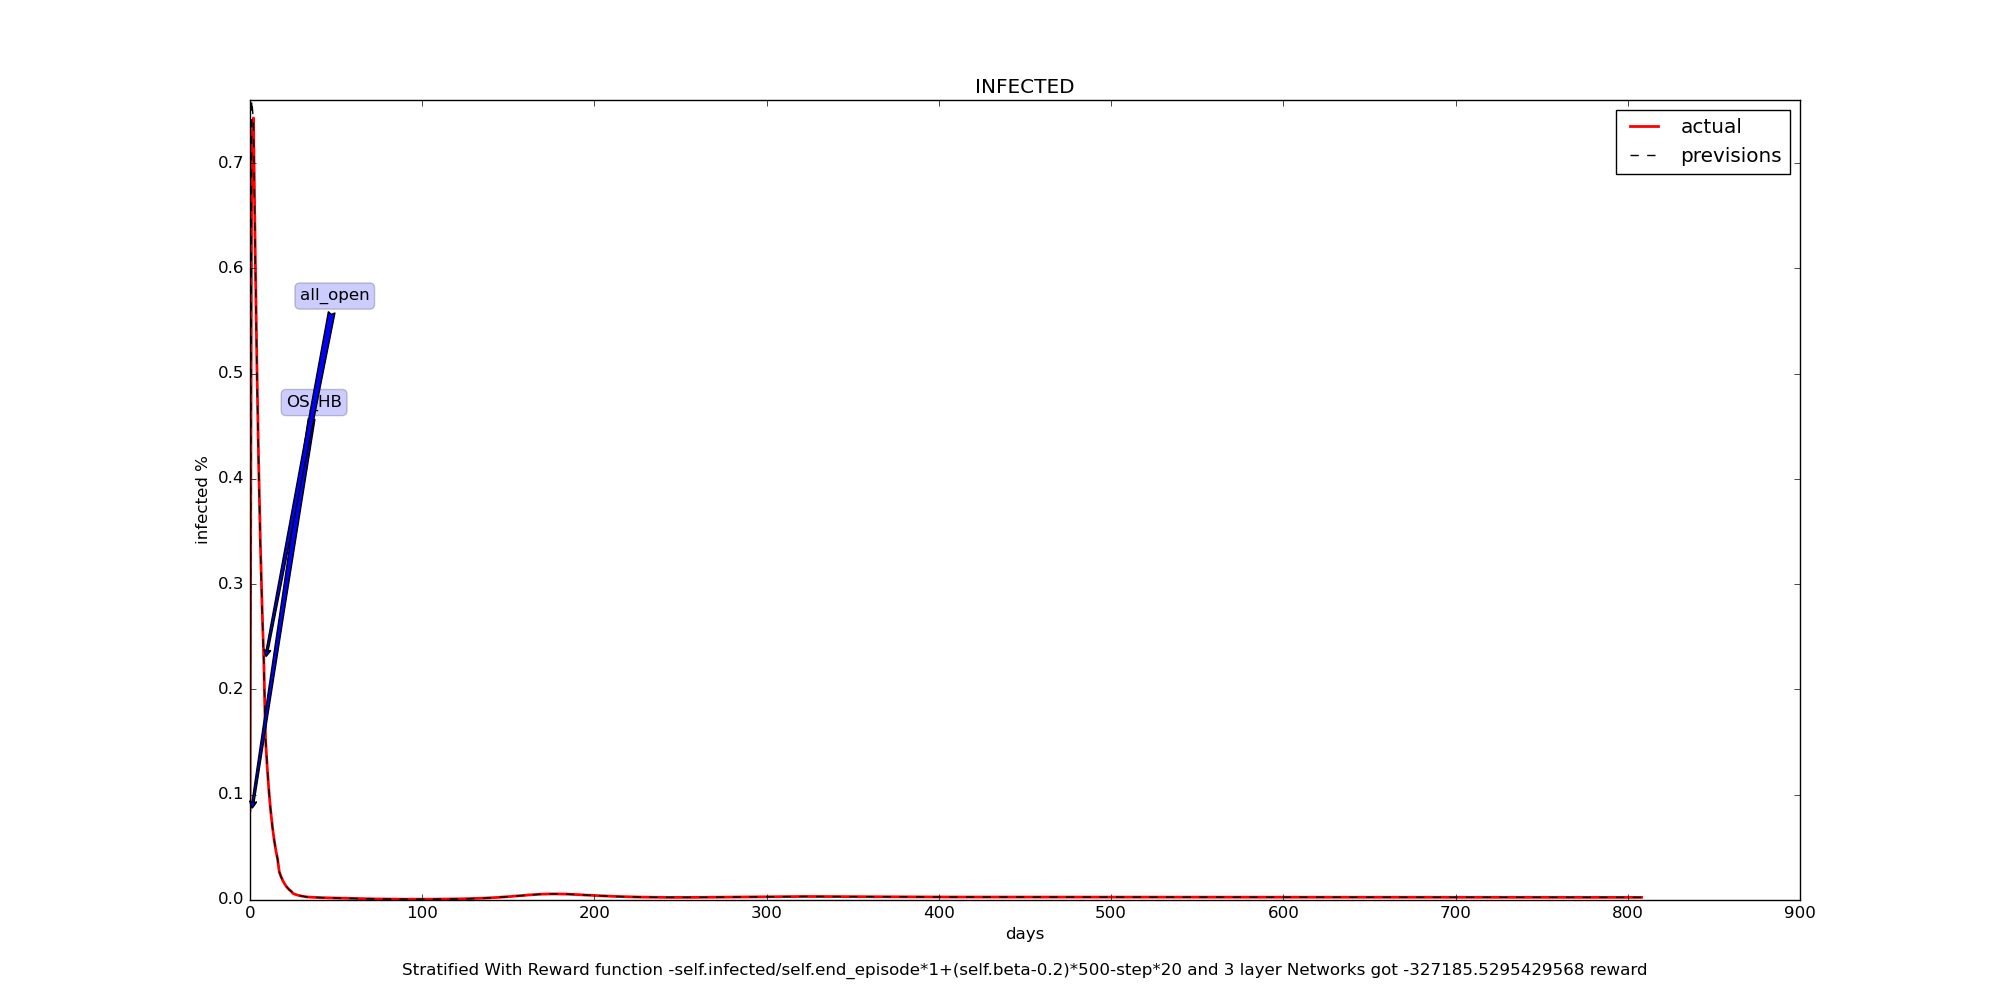 INFECTED
actual
previsions
0.7
0.6
all_open
0.5
OS_HB
infected %
0.4
0.3
0.2
0.1
0.0
0 100 200 300 400 500 600 700 800 900
days
Stratified With Reward function -self.infected/self.end_episode*1+(self.beta-0.2)*500-step*20 and 3 layer Networks got -327185.5295429568 reward